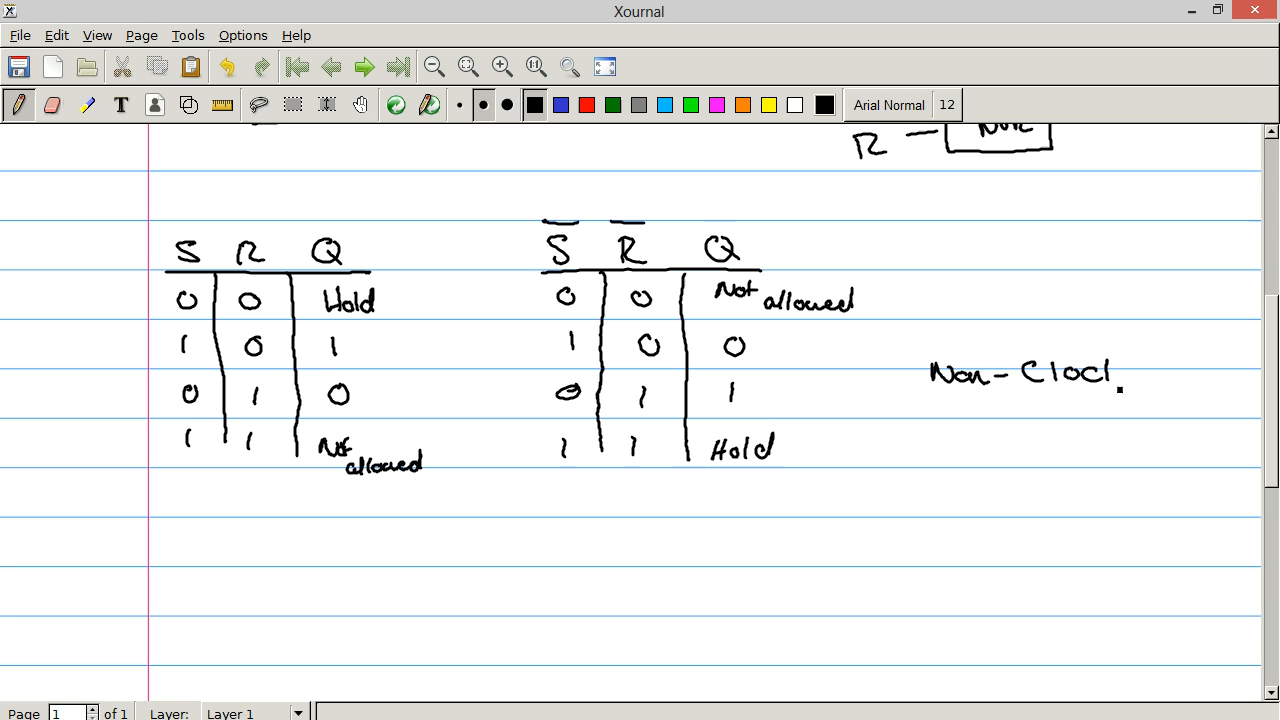 Xournal
File Edit View Page Tools Options Help
T Arial Normal 12
R NOR
S R Q
0 0 Hold
1 0 1
0 1 0
1 1 Not allowed
S̅ R̅ Q
0 0 Not allowed
1 0 0
0 1 1
1 1 Hold
Non-Cloc
Page 1 of 1 Layer: Layer 1